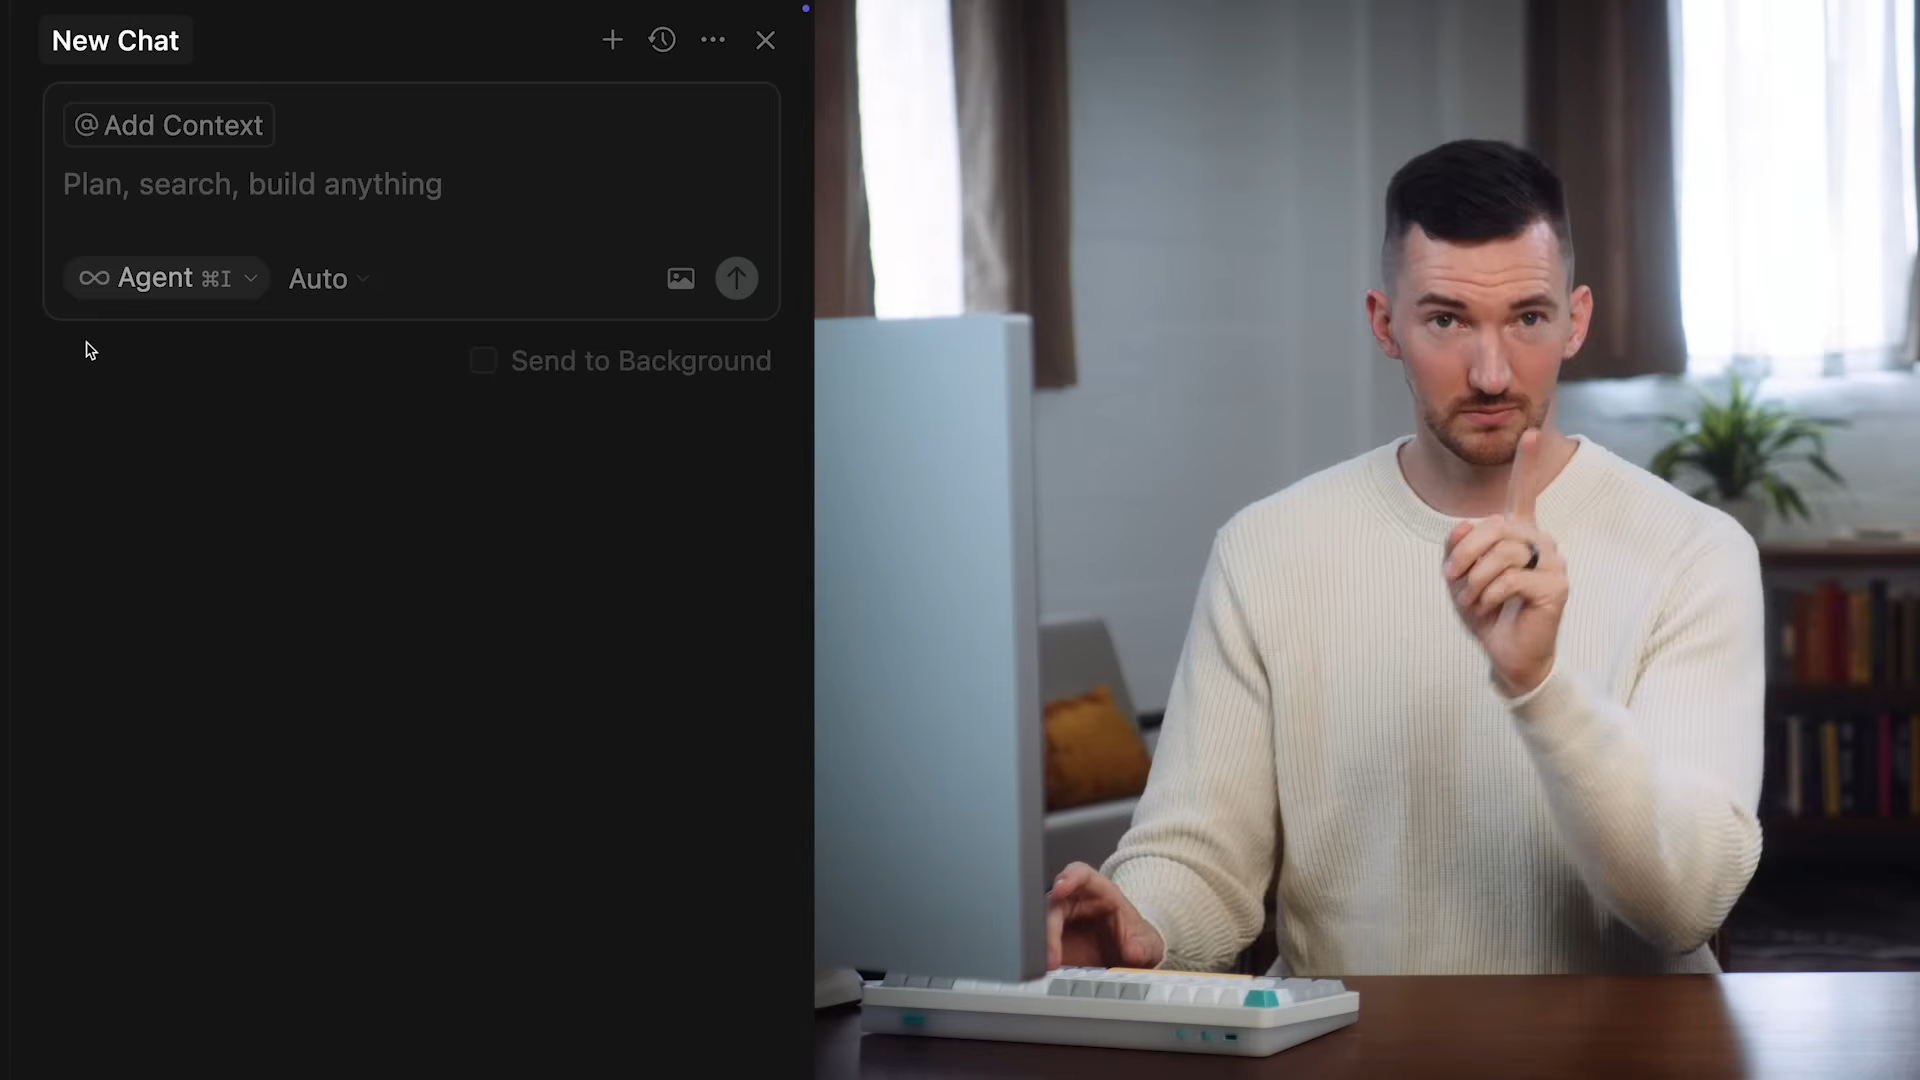 New Chat
@ Add Context
Plan, search, build anything
Agent ⌘I
Auto
Send to Background